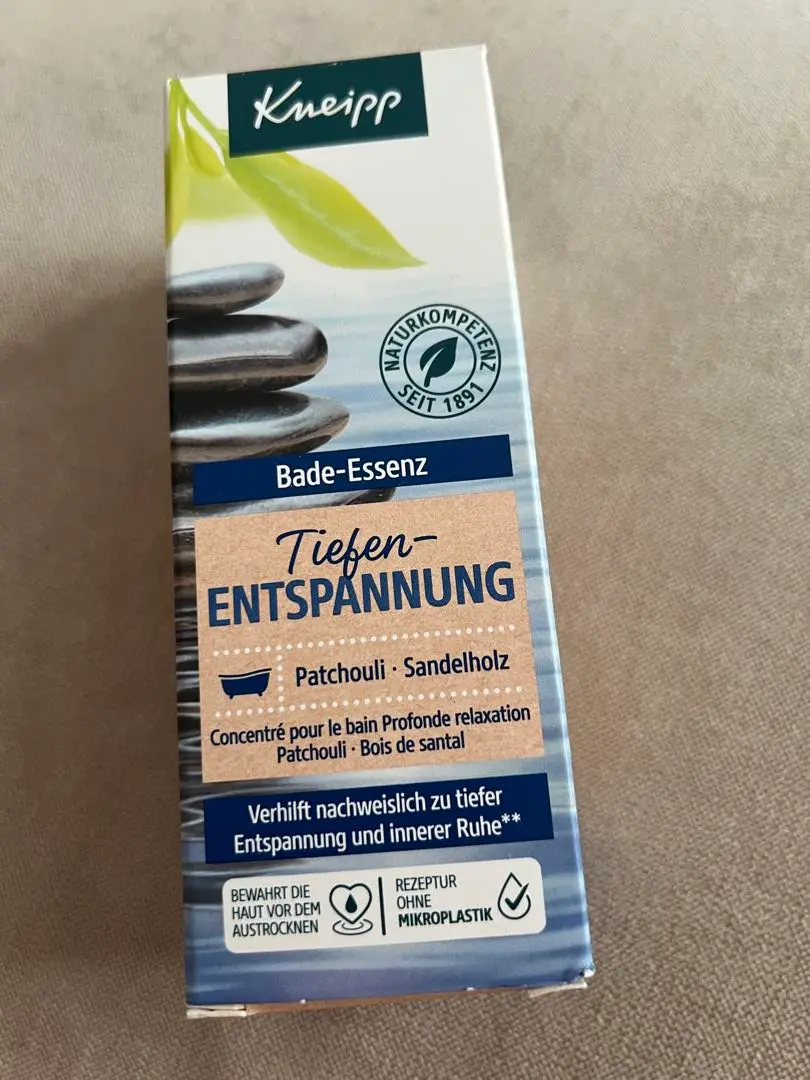 Kneipp
NATURKOMPETENZ
SEIT 1891
Bade-Essenz
Tiefen-
ENTSPANNUNG
Patchouli · Sandelholz
Concentré pour le bain Profonde relaxation
Patchouli · Bois de santal
Verhilft nachweislich zu tiefer
Entspannung und innerer Ruhe**
BEWAHRT DIE
HAUT VOR DEM
AUSTROCKNEN
REZEPTUR
OHNE
MIKROPLASTIK